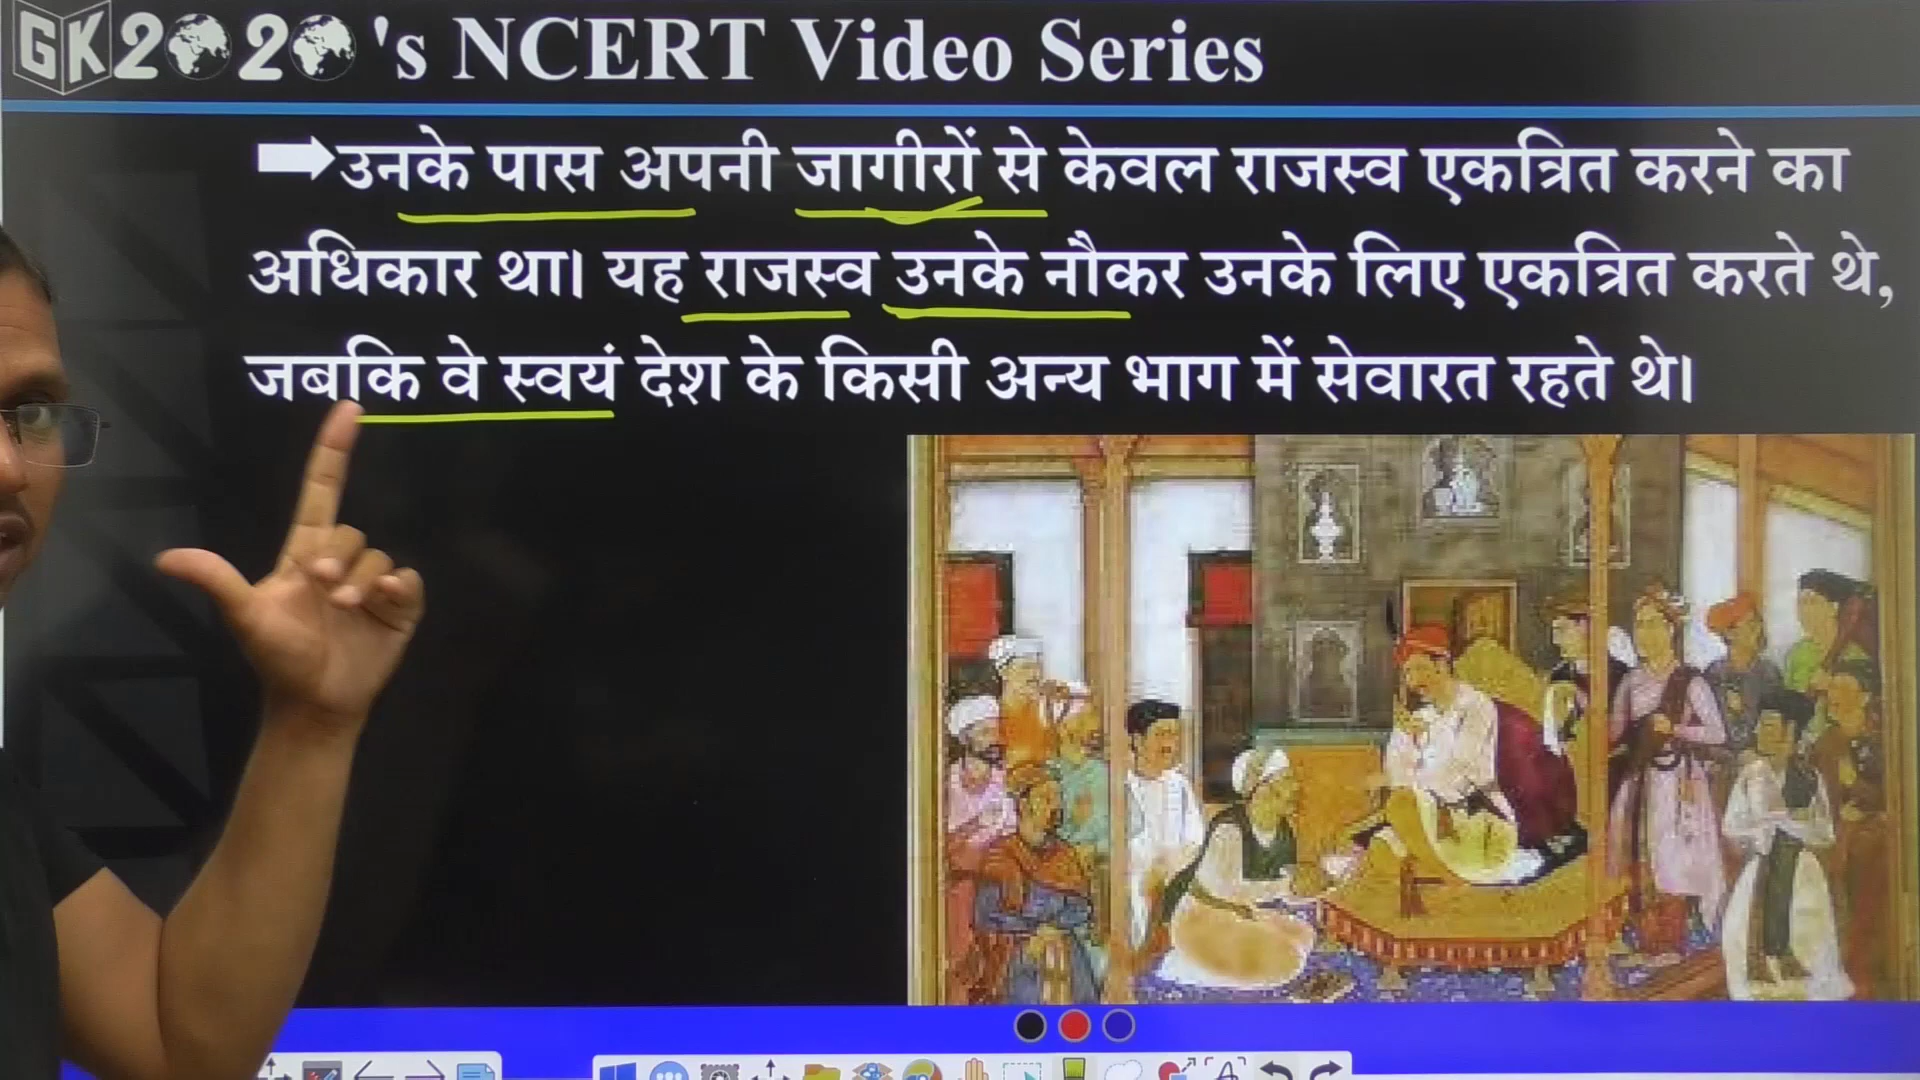 GK2020's NCERT Video Series
➡उनके पास अपनी जागीरों से केवल राजस्व एकत्रित करने का
अधिकार था। यह राजस्व उनके नौकर उनके लिए एकत्रित करते थे,
जबकि वे स्वयं देश के किसी अन्य भाग में सेवारत रहते थे।